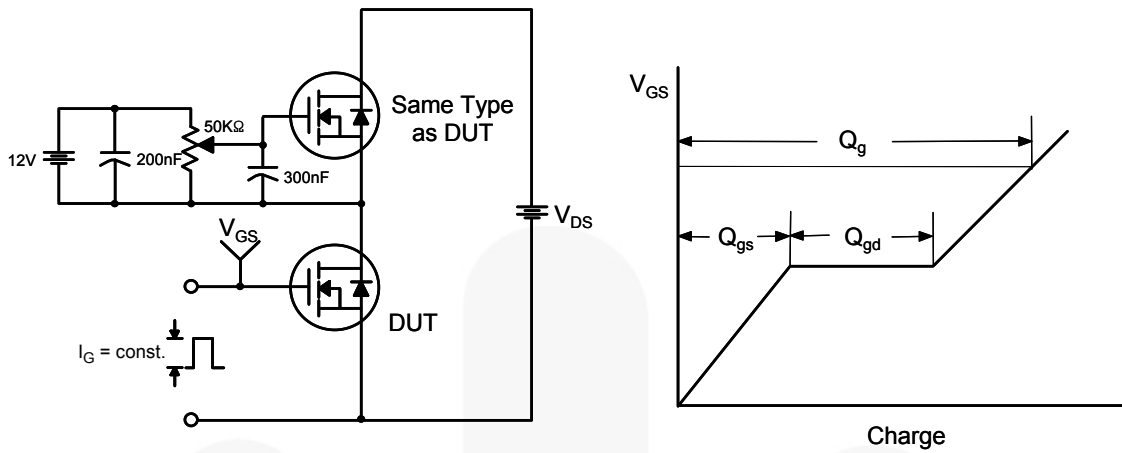 12V
200nF
50KΩ
300nF
Same Type
as DUT
V_DS
V_GS
DUT
I_G = const.
V_GS
Q_g
Q_gs
Q_gd
Charge